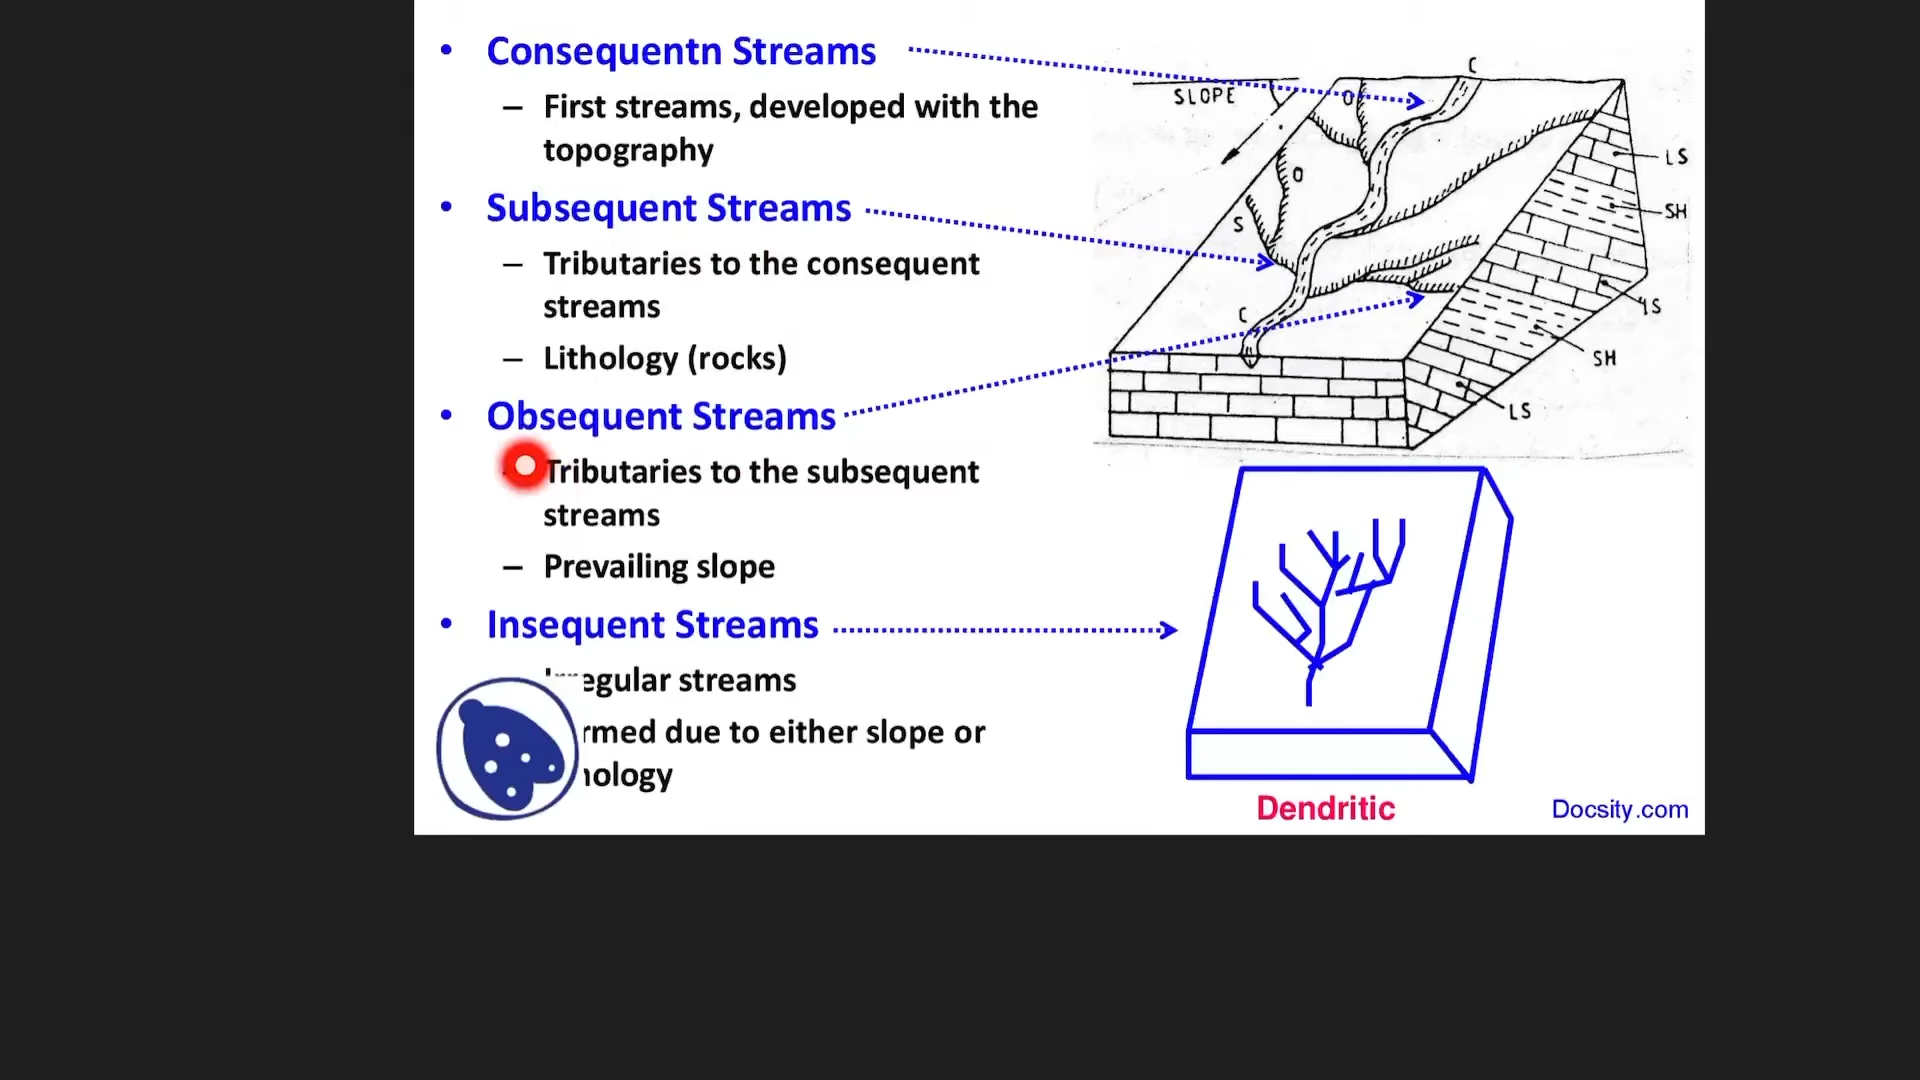 • Consequentn Streams
– First streams, developed with the
topography
• Subsequent Streams
– Tributaries to the consequent
streams
– Lithology (rocks)
• Obsequent Streams
Tributaries to the subsequent
streams
– Prevailing slope
• Insequent Streams
egular streams
rmed due to either slope or
ology
C
SLOPE
O
LS
O
SH
S
C
LS
SH
LS
Dendritic
Docsity.com